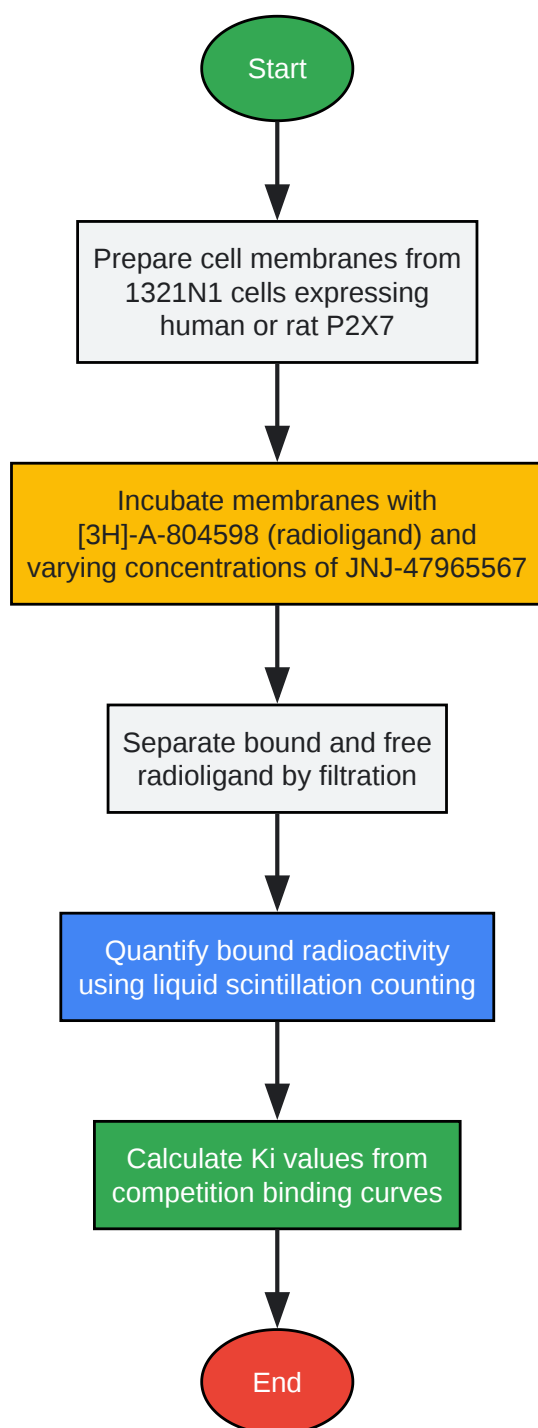 Start
Prepare cell membranes from
1321N1 cells expressing
human or rat P2X7
Incubate membranes with
[3H]-A-804598 (radioligand) and
varying concentrations of JNJ-47965567
Separate bound and free
radioligand by filtration
Quantify bound radioactivity
using liquid scintillation counting
Calculate Ki values from
competition binding curves
End